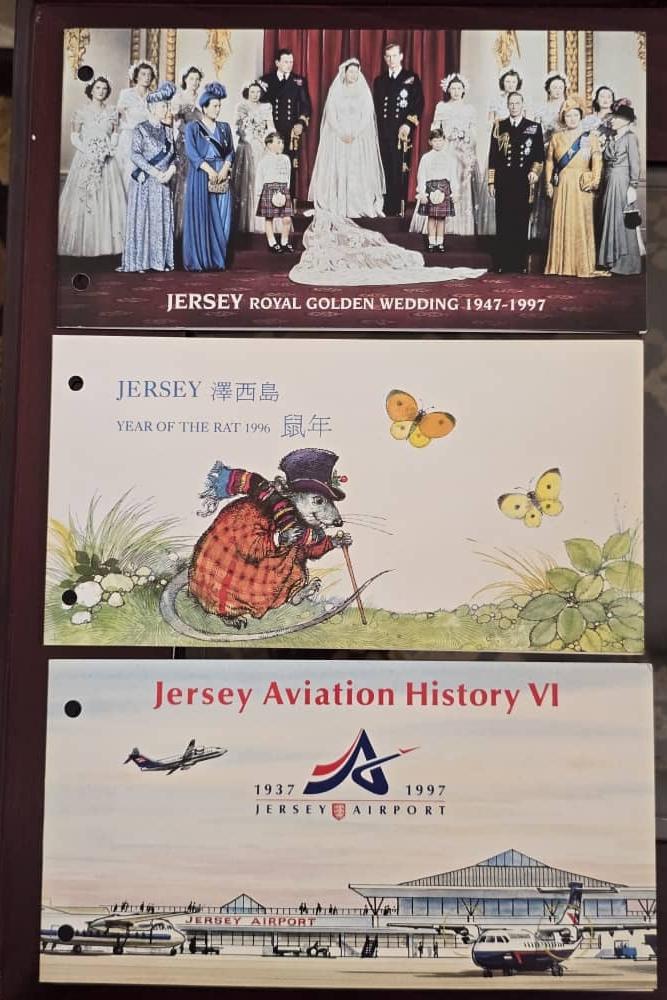 JERSEY ROYAL GOLDEN WEDDING 1947-1997
JERSEY 澤西島
YEAR OF THE RAT 1996 鼠年
Jersey Aviation History VI
1937 1997
JERSEY AIRPORT
JERSEY AIRPORT